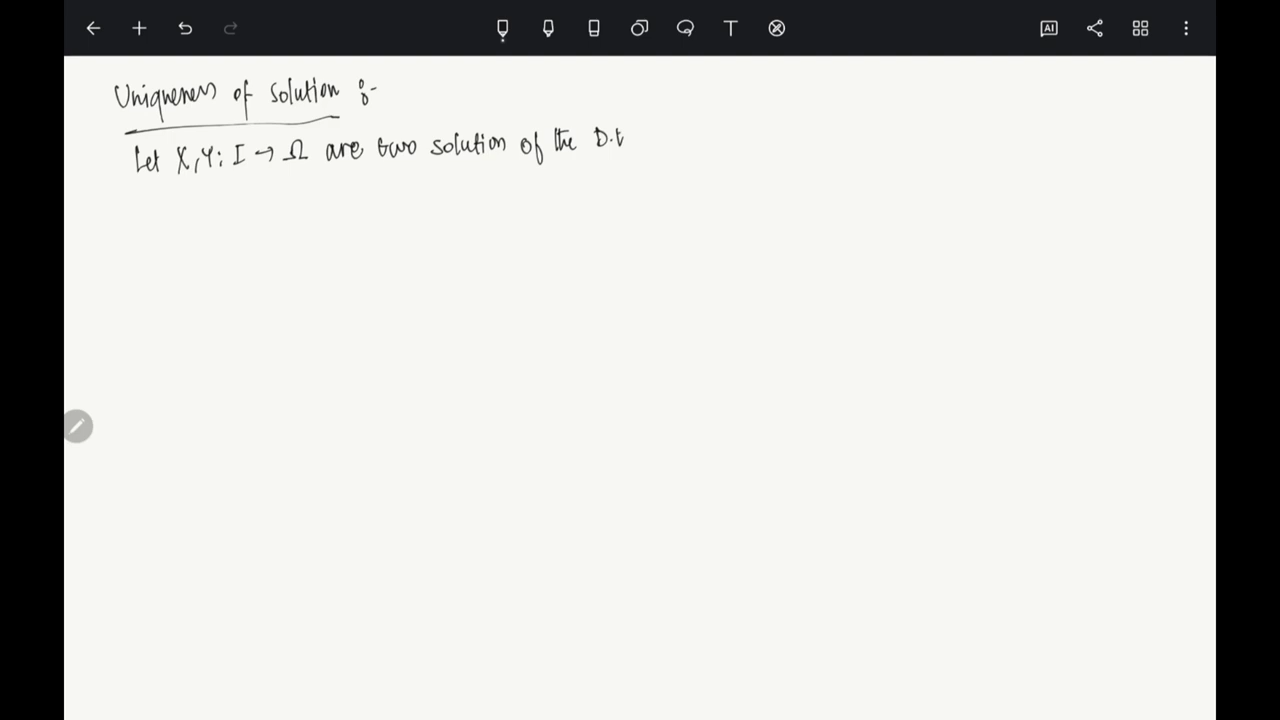 Uniqueness of solution :-
Let X, Y : I → Ω are two solution of the D.E